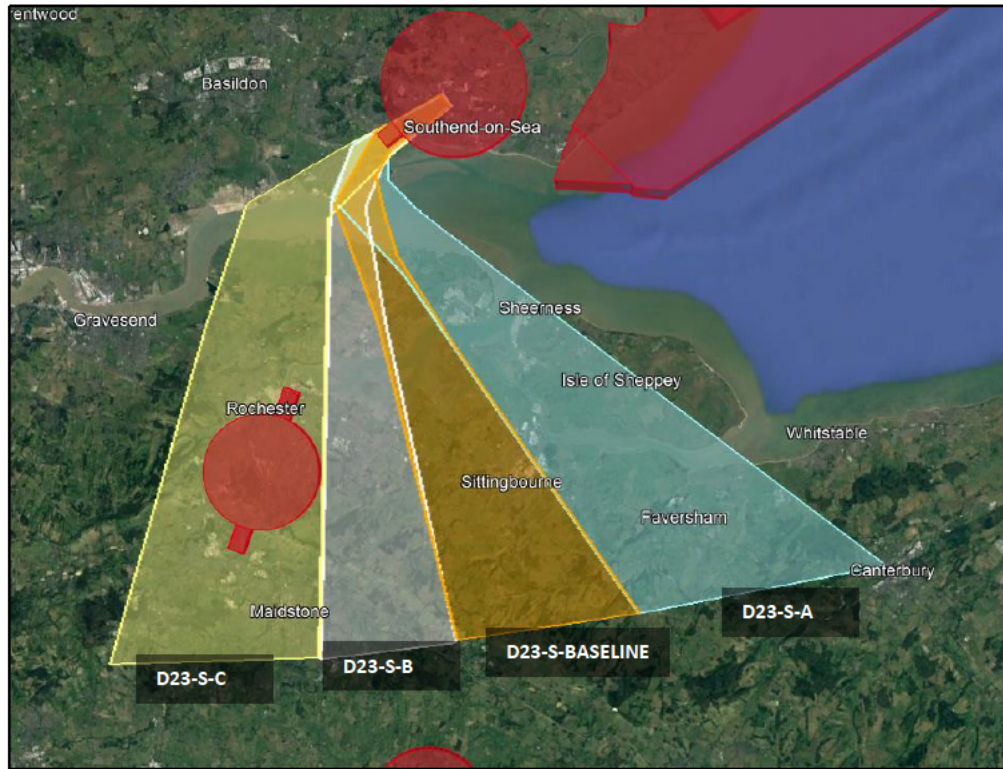 rentwood
Basildon
Southend-on-Sea
Gravesend
Sheerness
Isle of Sheppey
Rochester
Whitstable
Sittingbourne
Faversham
Canterbury
Maidstone
D23-S-A
D23-S-BASELINE
D23-S-B
D23-S-C